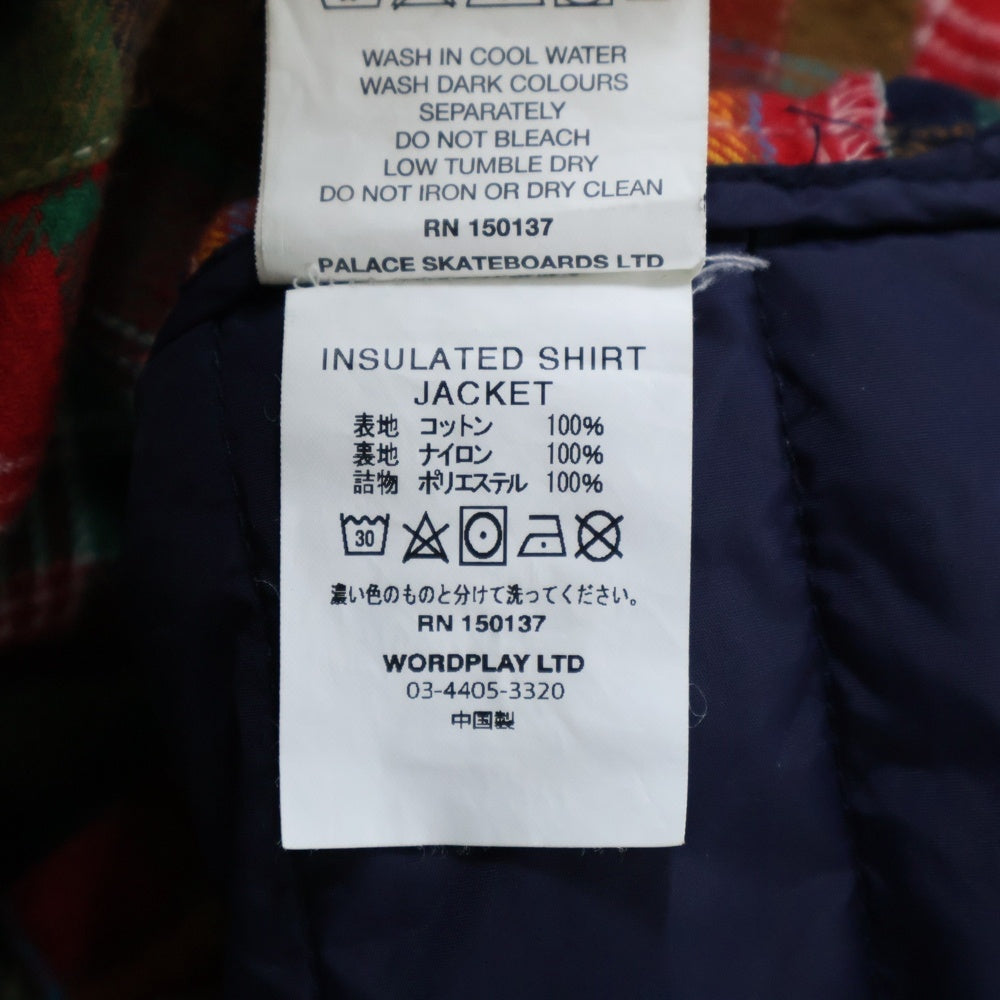 WASH IN COOL WATER
WASH DARK COLOURS
SEPARATELY
DO NOT BLEACH
LOW TUMBLE DRY
DO NOT IRON OR DRY CLEAN
RN 150137
PALACE SKATEBOARDS LTD
INSULATED SHIRT
JACKET
表地 コットン 100%
裏地 ナイロン 100%
詰物 ポリエステル 100%
30
濃い色のものと分けて洗ってください。
RN 150137
WORDPLAY LTD
03-4405-3320
中国製